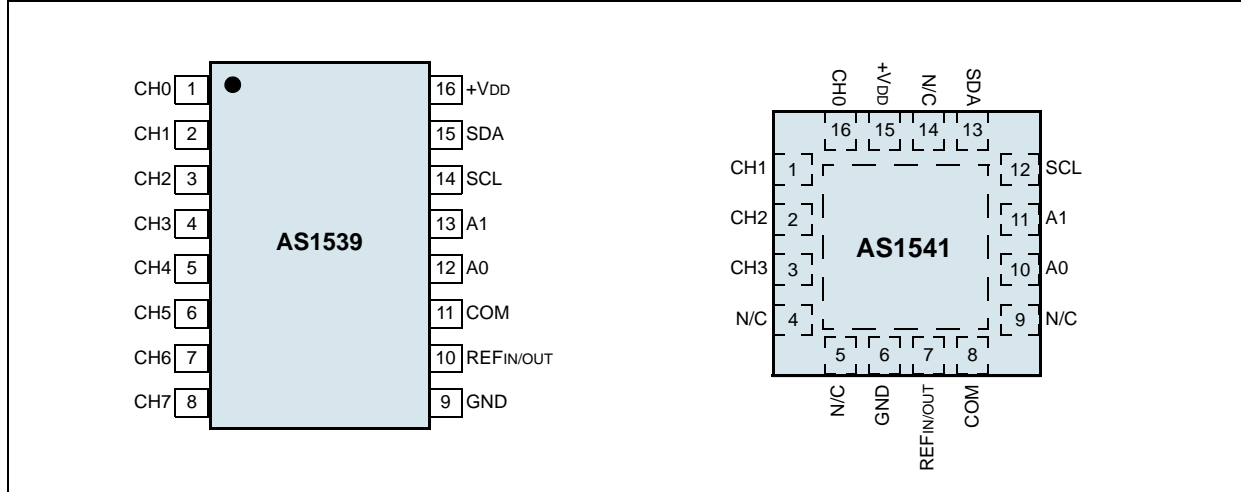 CH0 1
CH1 2
CH2 3
CH3 4
CH4 5
CH5 6
CH6 7
CH7 8
AS1539
16 +VDD
15 SDA
14 SCL
13 A1
12 A0
11 COM
10 REFIN/OUT
9 GND
CH0 +VDD N/C SDA
16 15 14 13
CH1 1
CH2 2
CH3 3
N/C 4
AS1541
12 SCL
11 A1
10 A0
9 N/C
5 6 7 8
N/C GND REFIN/OUT COM